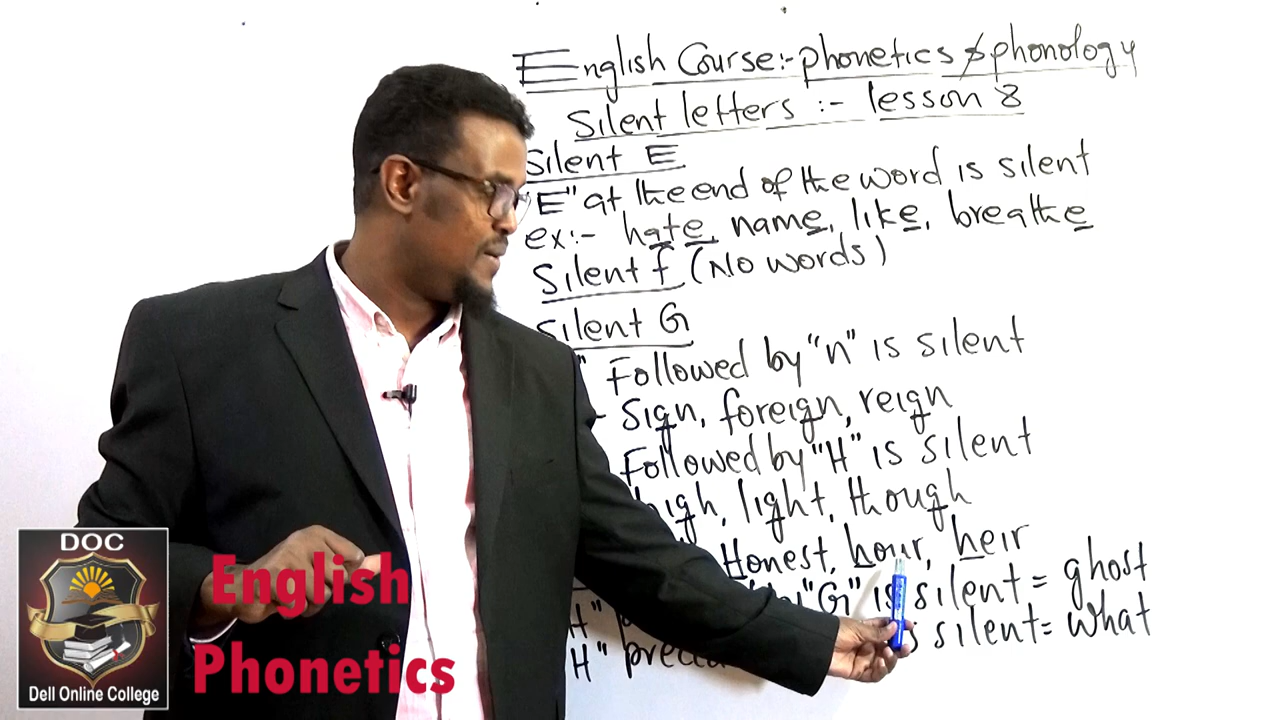 English Course:- phonetics & phonology
Silent letters :- lesson 8
Silent E
"E" at the end of the word is silent
ex:- hate, name, like, breathe
Silent f (No words)
Silent G
" Followed by "n" is silent
- Sign, foreign, reign
Followed by "H" is silent
high, light, though
Honest, hour, heir
"G" is silent = ghost
H"
"H" silent = what
DOC
Dell Online College
English
Phonetics